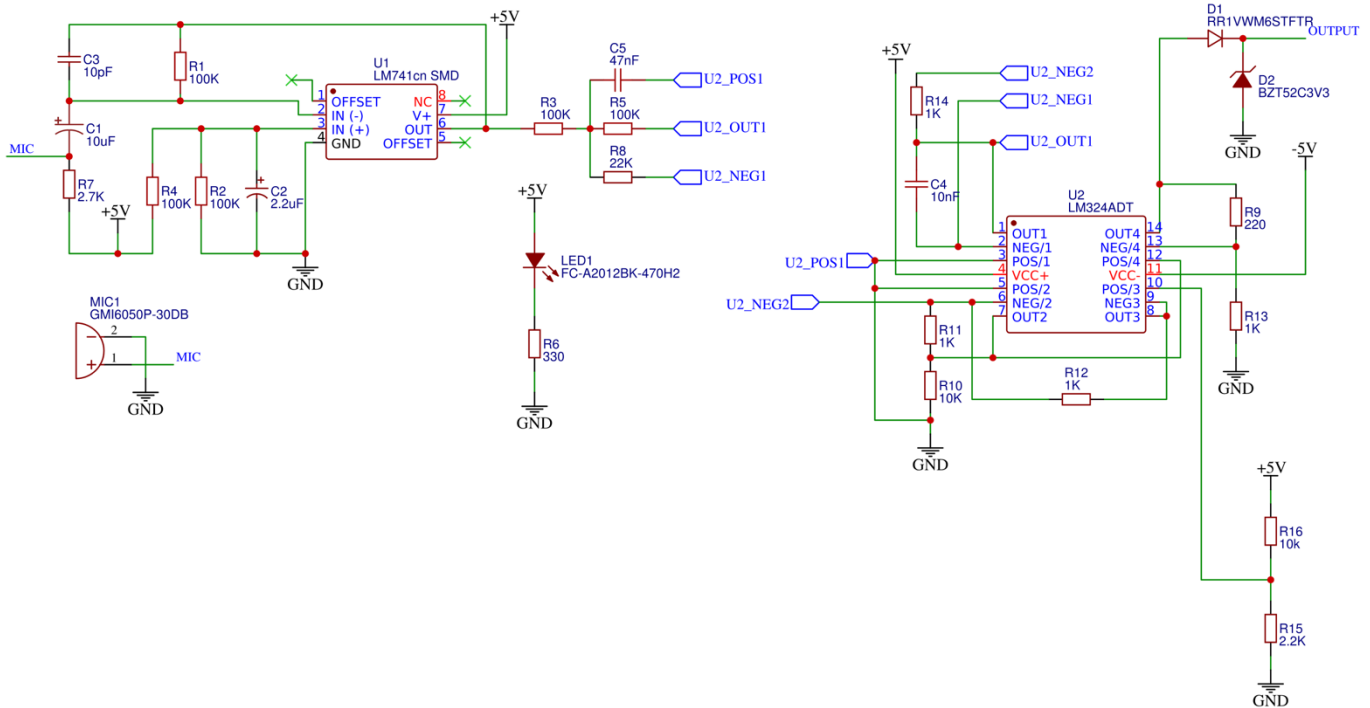 C3
10pF
R1
100K
+5V
U1
LM741cn SMD
1
2
3
4
OFFSET
IN (-)
IN (+)
GND
NC
V+
OUT
OFFSET
8
7
6
5
C1
10uF
MIC
R7
2.7K
+5V
R4
100K
R2
100K
C2
2.2uF
GND
R3
100K
C5
47nF
R5
100K
R8
22K
U2_POS1
U2_OUT1
U2_NEG1
MIC1
GMI6050P-30DB
2
1
MIC
GND
+5V
LED1
FC-A2012BK-470H2
R6
330
GND
+5V
R14
1K
U2_NEG2
U2_NEG1
U2_OUT1
C4
10nF
U2
LM324ADT
1
2
3
4
5
6
7
OUT1
NEG/1
POS/1
VCC+
POS/2
NEG/2
OUT2
OUT4
NEG/4
POS/4
VCC-
POS/3
NEG3
OUT3
14
13
12
11
10
9
8
U2_POS1
U2_NEG2
R11
1K
R10
10K
GND
R12
1K
D1
RR1VWM6STFTR
OUTPUT
D2
BZT52C3V3
GND
-5V
R9
220
R13
1K
GND
+5V
R16
10k
R15
2.2K
GND